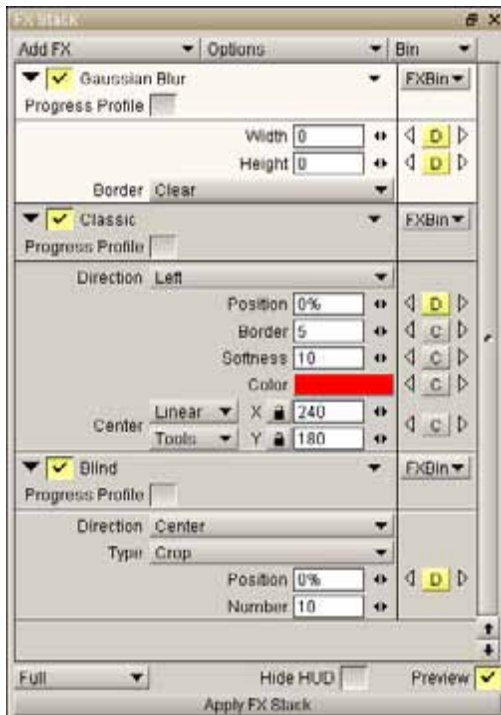 FX Stack
Add FX Options Bin
Gaussian Blur FXBin
Progress Profile
Width 0 D
Height 0 D
Border Clear
Classic FXBin
Progress Profile
Direction Left
Position 0% D
Border 5 C
Softness 10 C
Color C
Center Linear X 240 C
Tools Y 180
Blind FXBin
Progress Profile
Direction Center
Type Crop
Position 0% D
Number 10
Full Hide HUD Preview
Apply FX Stack